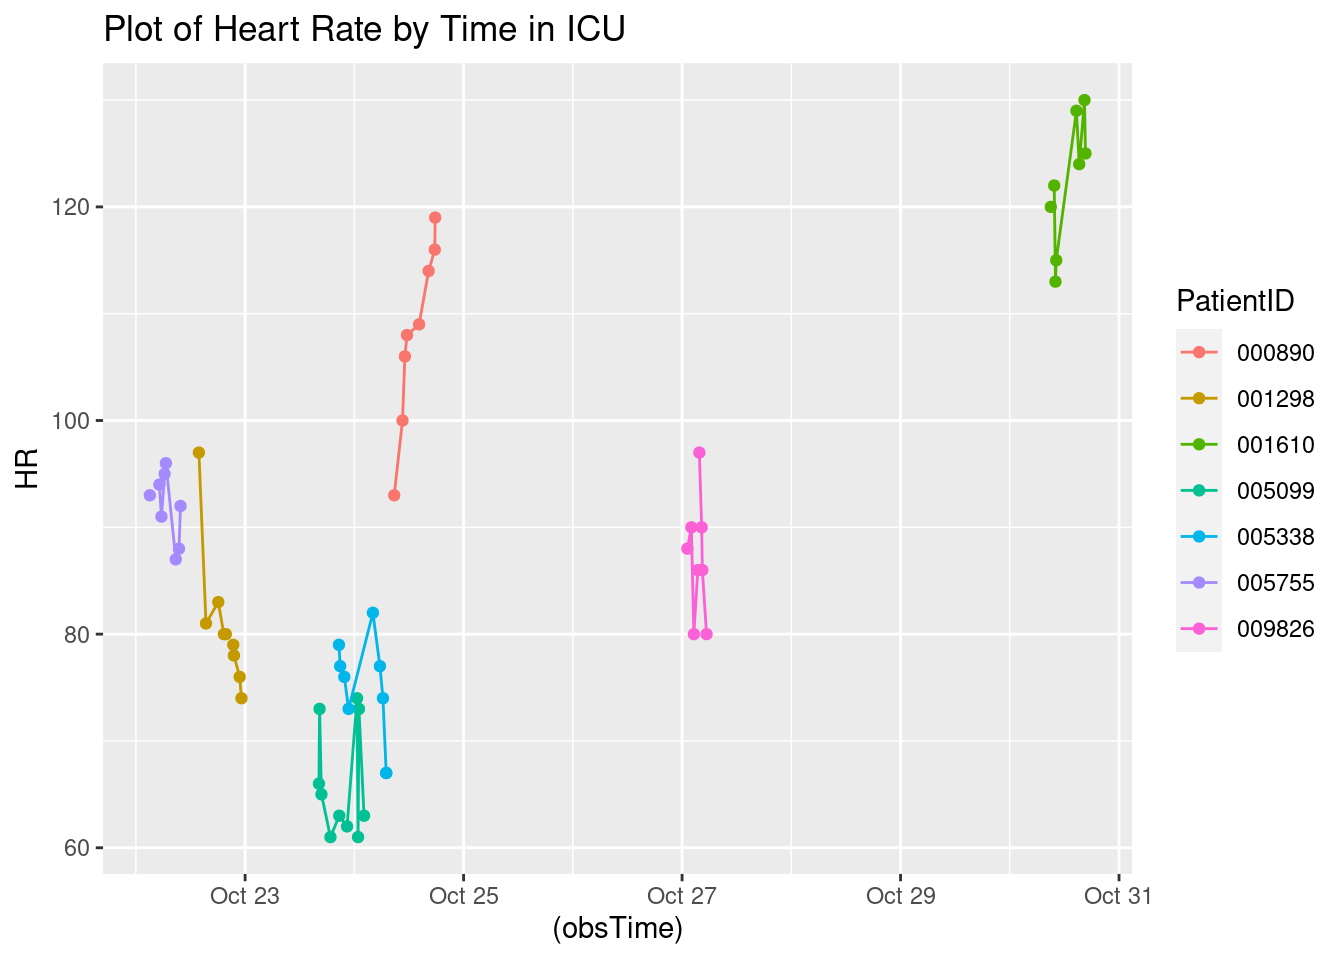 Plot of Heart Rate by Time in ICU
120
100
80
60
HR
Oct 23
Oct 25
Oct 27
Oct 29
Oct 31
(obsTime)
PatientID
000890
001298
001610
005099
005338
005755
009826